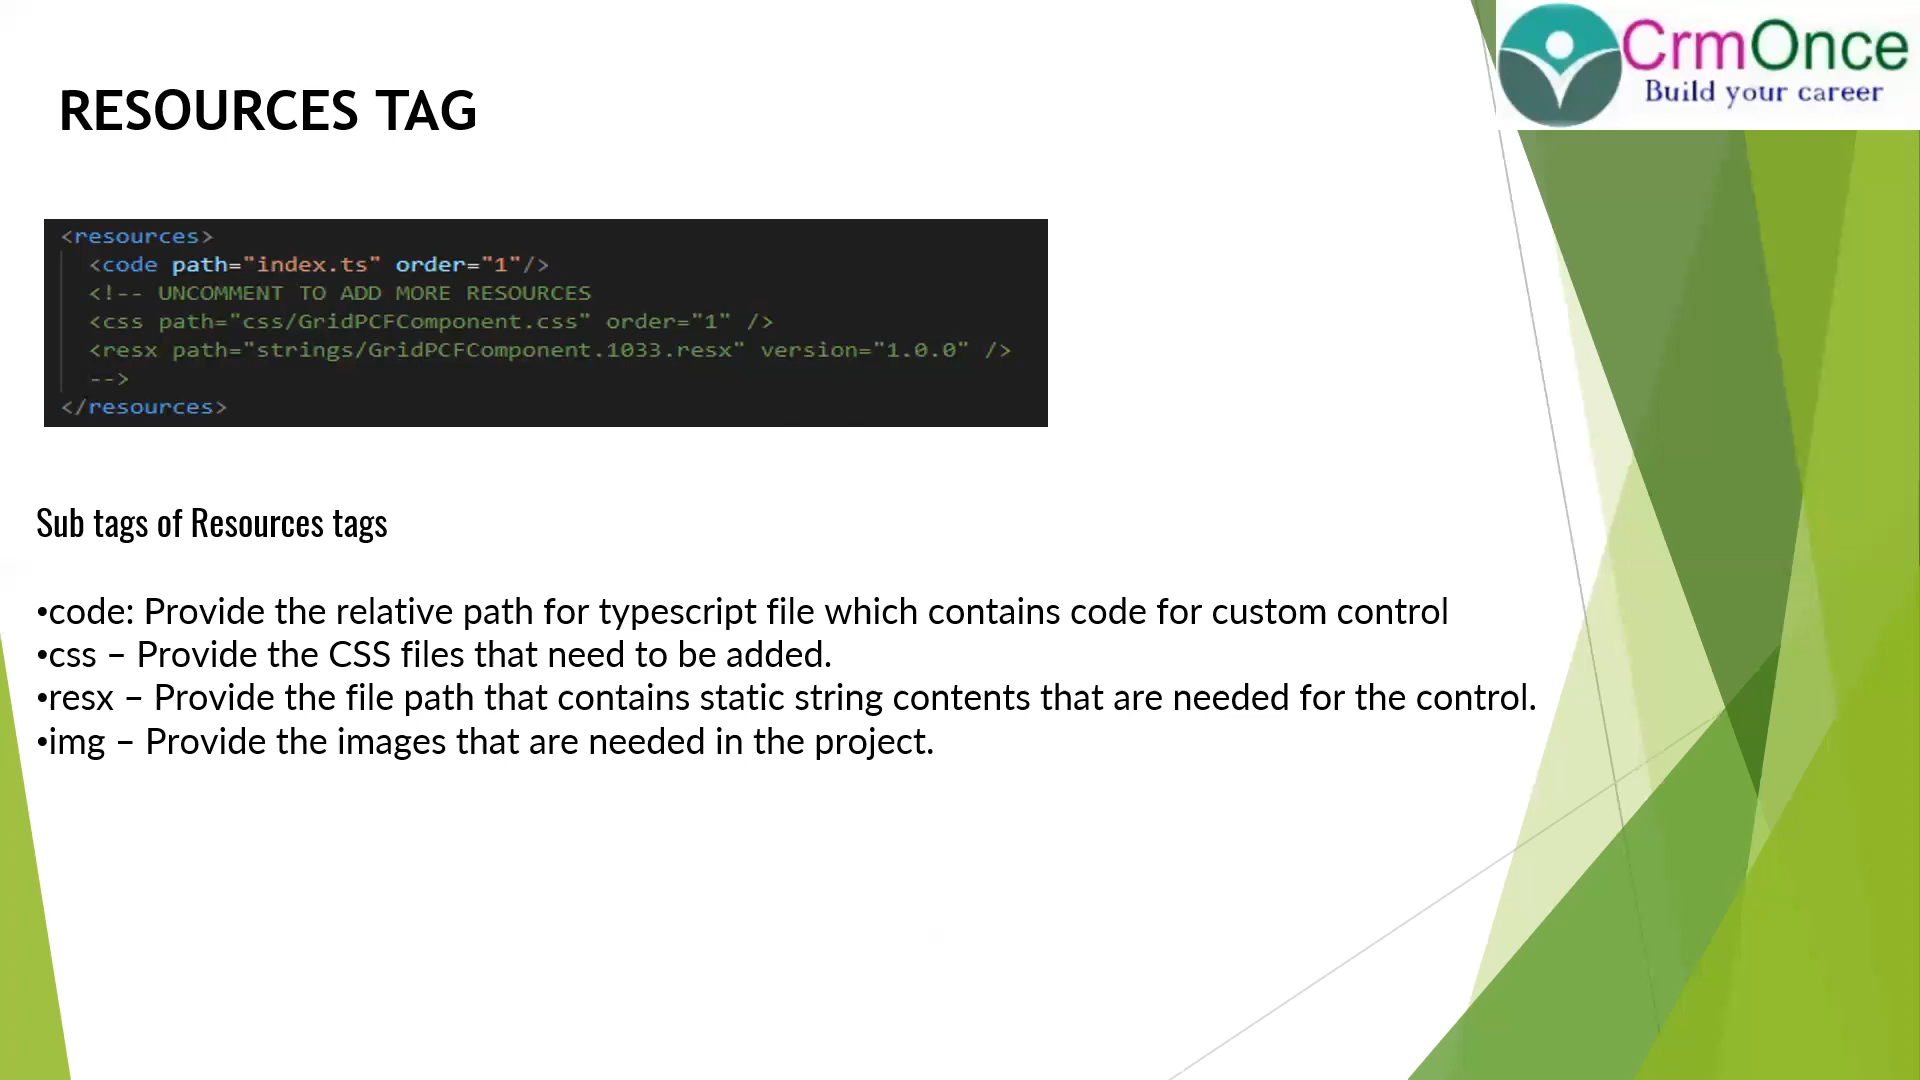 CrmOnce
Build your career
RESOURCES TAG
<resources>
<code path="index.ts" order="1"/>
<!-- UNCOMMENT TO ADD MORE RESOURCES
<css path="css/GridPCFComponent.css" order="1" />
<resx path="strings/GridPCFComponent.1033.resx" version="1.0.0" />
-->
</resources>
Sub tags of Resources tags
•code: Provide the relative path for typescript file which contains code for custom control
•css – Provide the CSS files that need to be added.
•resx – Provide the file path that contains static string contents that are needed for the control.
•img – Provide the images that are needed in the project.